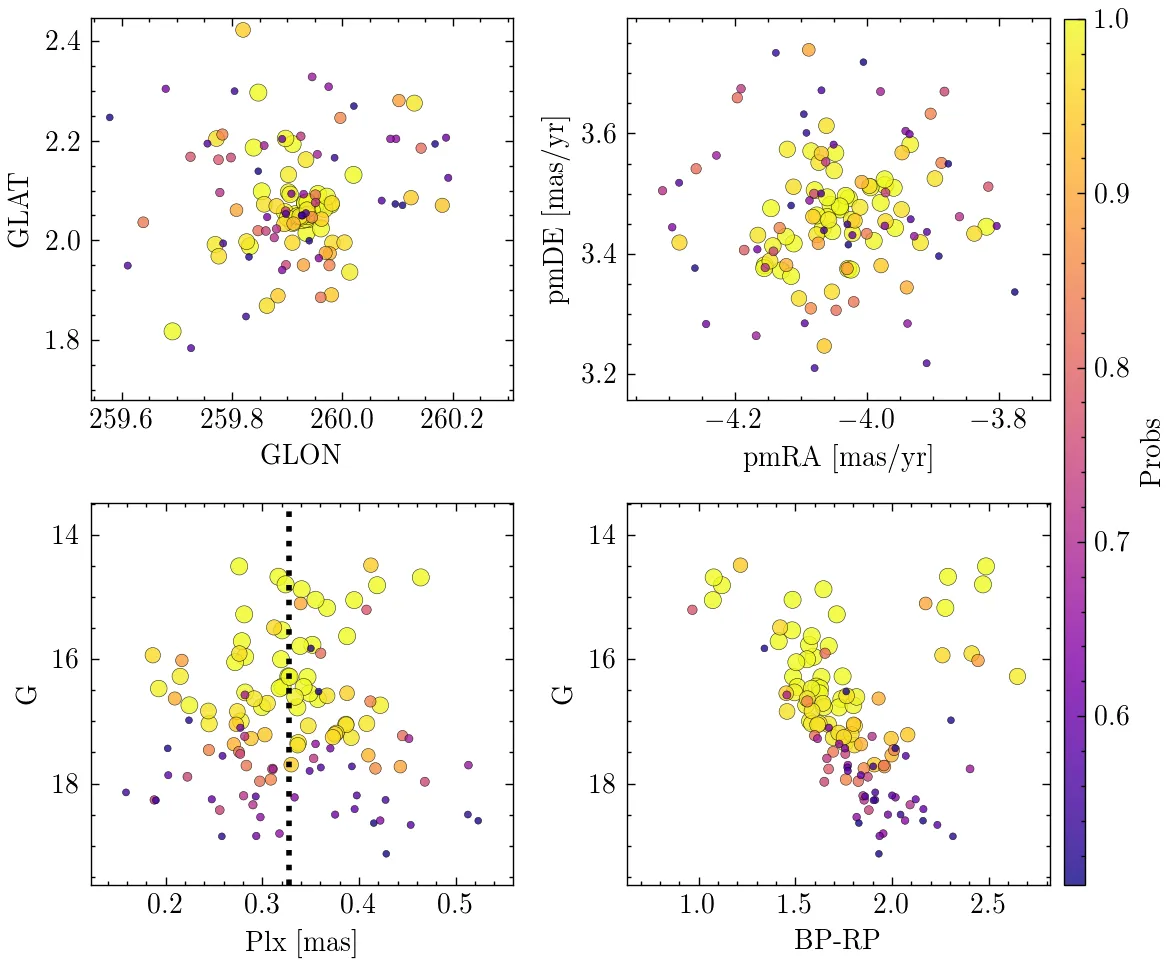 2.4
2.2
2.0
1.8
GLAT
259.6 259.8 260.0 260.2
GLON
3.6
3.4
3.2
pmDE [mas/yr]
−4.2 −4.0 −3.8
pmRA [mas/yr]
14
16
18
G
0.2 0.3 0.4 0.5
Plx [mas]
14
16
18
G
1.0 1.5 2.0 2.5
BP-RP
1.0
0.9
0.8
0.7
0.6
Probs